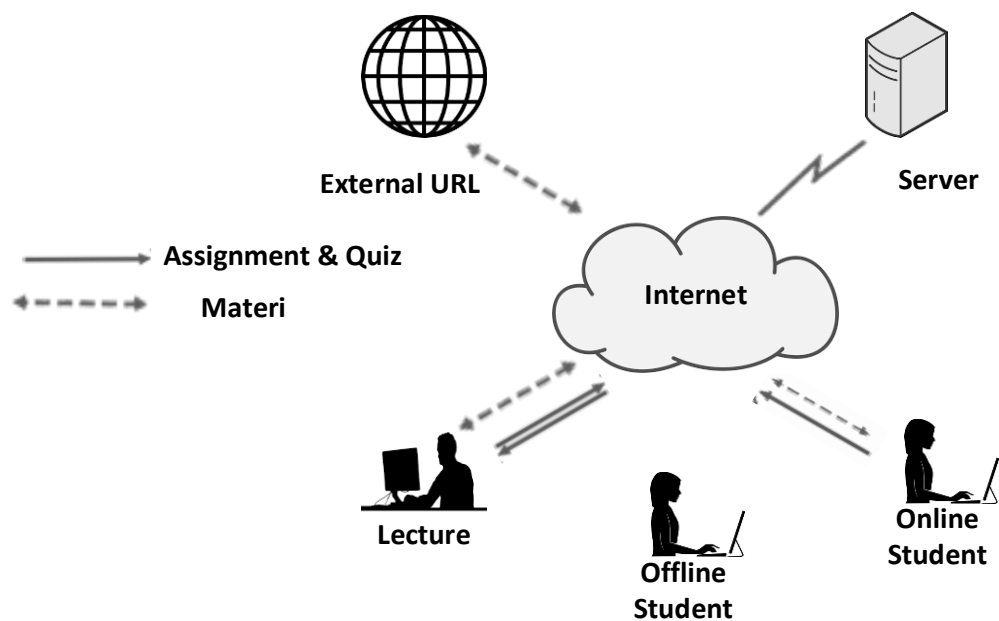 External URL
Server
Assignment & Quiz
Materi
Internet
Lecture
Online
Student
Offline
Student